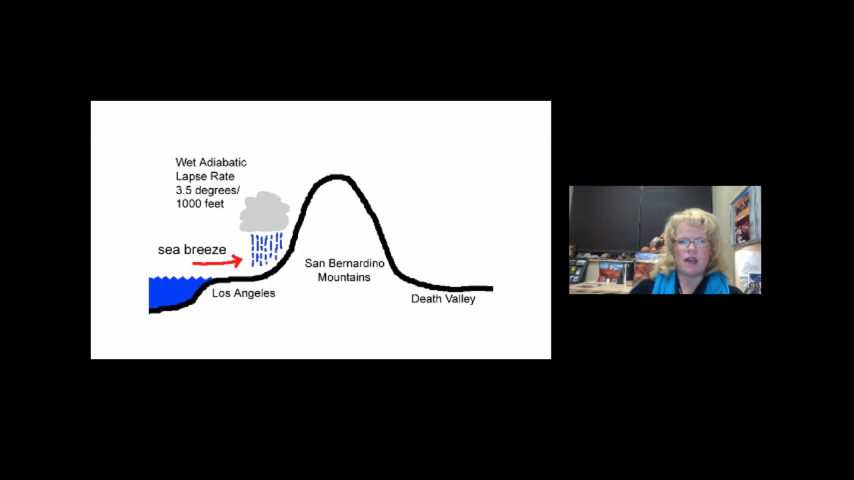 Wet Adiabatic
Lapse Rate
3.5 degrees/
1000 feet
sea breeze
San Bernardino
Mountains
Los Angeles
Death Valley